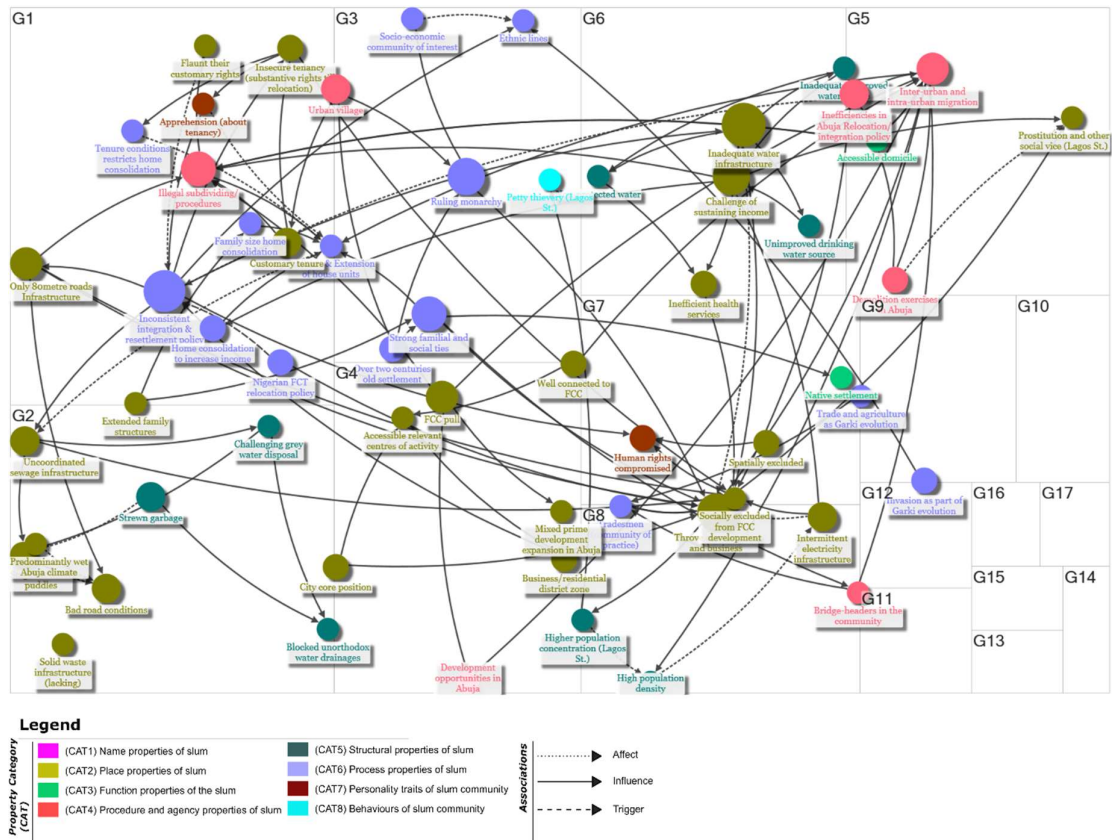 G1
G3
G6
G5
Socio-economic
community of interest
Ethnic lines
Flaunt their
customary rights
Insecure tenancy
(substantive rights
relocation)
Urban village
Inter-urban and
intra-urban migration
Inefficiencies in
Abuja Relocation/
integration policy
Accessible domicile
Prostitution and other
social vice (Lagos St.)
Apprehension (about
tenancy)
Tenure conditions
restricts home
consolidation
Inadequate water
infrastructure
Illegal subdividing/
procedures
Ruling monarchy
Petty thievery (Lagos
St.)
Challenge of
sustaining income
Family size home
consolidation
Customary tenure
& Extension
of house units
Unimproved drinking
water source
Only 80metre roads
Infrastructure
Inefficient health
services
Demolition exercises
in Abuja
G7
G9
G10
Inconsistent
integration &
resettlement policy
Home consolidation
to increase income
Strong familial and
social ties
Over two centuries
old settlement
G4
Nigerian FCT
relocation policy
Well connected to
FCC
Native settlement
Trade and agriculture
as Garki evolution
G2
Extended family
structures
FCC pull
Accessible relevant
centres of activity
Challenging grey
water disposal
Human rights
compromised
Spatially excluded
Uncoordinated
sewage infrastructure
Strewn garbage
G12
G16
G17
Invasion as part of
Garki evolution
G8
Mixed prime
development
expansion in Abuja
Tradesmen
(community of
practice)
Socially excluded
from FCC
development
and business
Intermittent
electricity
infrastructure
Predominantly wet
Abuja climate
puddles
Bad road conditions
City core position
Business/residential
district zone
G15
G14
G11
Bridge-headers in the
community
Higher population
concentration (Lagos
St.)
Blocked unorthodox
water drainages
G13
Solid waste
infrastructure
(lacking)
Development
opportunities in
Abuja
High population
density
Legend
Property Category
(CAT)
(CAT1) Name properties of slum
(CAT2) Place properties of slum
(CAT3) Function properties of the slum
(CAT4) Procedure and agency properties of slum
(CAT5) Structural properties of slum
(CAT6) Process properties of slum
(CAT7) Personality traits of slum community
(CAT8) Behaviours of slum community
Associations
Affect
Influence
Trigger